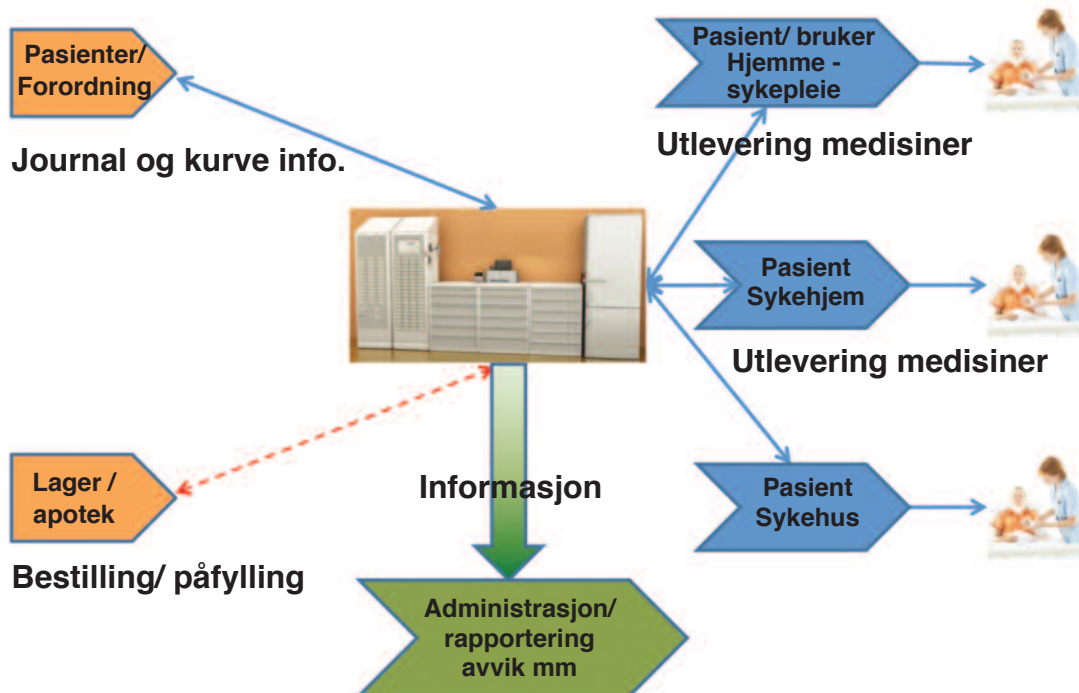 Pasienter/
Forordning
Journal og kurve info.
Pasient/ bruker
Hjemme -
sykepleie
Utlevering medisiner
Pasient
Sykehjem
Utlevering medisiner
Lager /
apotek
Bestilling/ påfylling
Informasjon
Pasient
Sykehus
Administrasjon/
rapportering
avvik mm